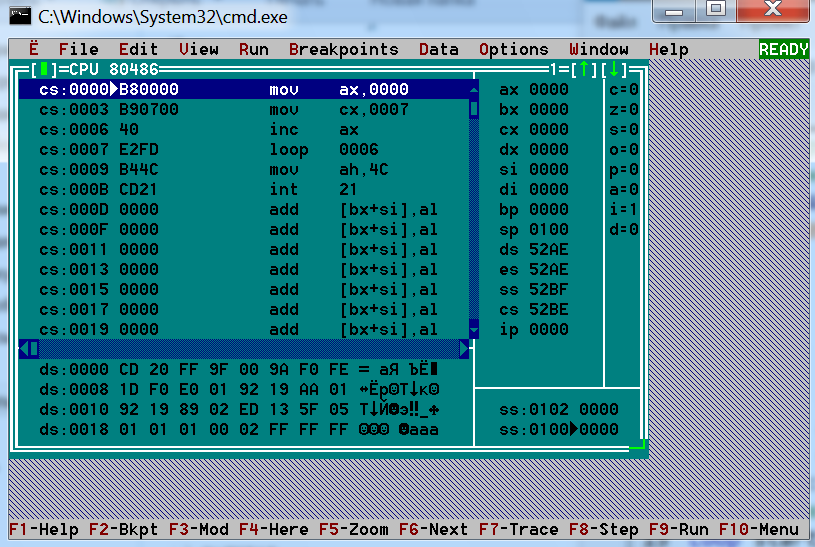 C:\Windows\System32\cmd.exe
Ё File Edit View Run Breakpoints Data Options Window Help READY
[■]=CPU 80486 1=[↑][↓]
cs:0000►B80000 mov ax,0000 ax 0000 c=0
cs:0003 B90700 mov cx,0007 bx 0000 z=0
cs:0006 40 inc ax cx 0000 s=0
cs:0007 E2FD loop 0006 dx 0000 o=0
cs:0009 B44C mov ah,4C si 0000 p=0
cs:000B CD21 int 21 di 0000 a=0
cs:000D 0000 add [bx+si],al bp 0000 i=1
cs:000F 0000 add [bx+si],al sp 0100 d=0
cs:0011 0000 add [bx+si],al ds 52AE
cs:0013 0000 add [bx+si],al es 52AE
cs:0015 0000 add [bx+si],al ss 52BF
cs:0017 0000 add [bx+si],al cs 52BE
cs:0019 0000 add [bx+si],al ip 0000
ds:0000 CD 20 FF 9F 00 9A F0 FE = аЯ ЪЁ■
ds:0008 1D F0 E0 01 92 19 AA 01 ↔Ёр☺Т↓к☺
ds:0010 92 19 89 02 ED 13 5F 05 Т↓Й☻э‼_♣ ss:0102 0000
ds:0018 01 01 01 00 02 FF FF FF ☺☺☺ ☻ааа ss:0100►0000
F1-Help F2-Bkpt F3-Mod F4-Here F5-Zoom F6-Next F7-Trace F8-Step F9-Run F10-Menu